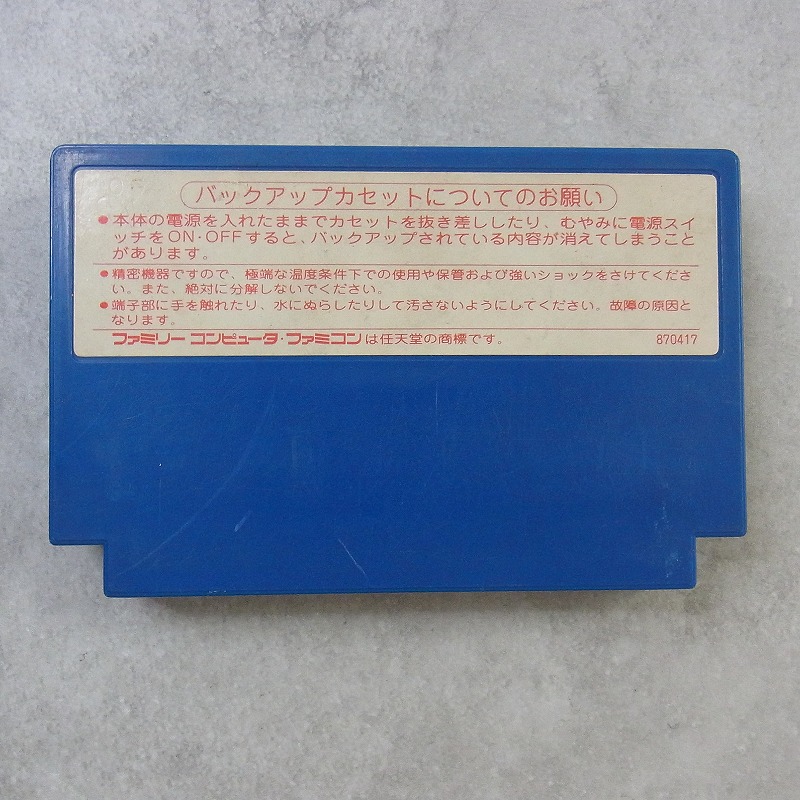 バックアップカセットについてのお願い
●本体の電源を入れたままでカセットを抜き差ししたり、むやみに電源スイ
ッチをON・OFFすると、バックアップされている内容が消えてしまうこと
があります。
●精密機器ですので、極端な温度条件下での使用や保管および強いショックをさけてくださ
い。また、絶対に分解しないでください。
●端子部に手を触れたり、水にぬらしたりして汚さないようにしてください。故障の原因と
なります。
ファミリーコンピュータ・ファミコンは任天堂の商標です。 870417